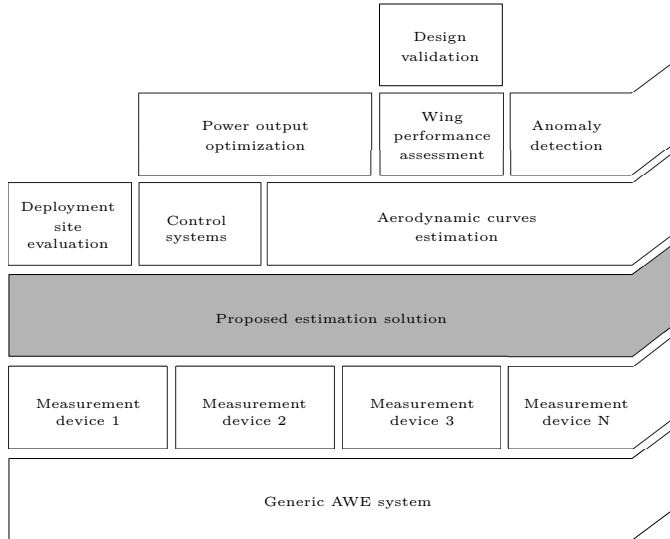 Design
validation
Power output
optimization
Wing
performance
assessment
Anomaly
detection
Deployment
site
evaluation
Control
systems
Aerodynamic curves
estimation
Proposed estimation solution
Measurement
device 1
Measurement
device 2
Measurement
device 3
Measurement
device N
Generic AWE system